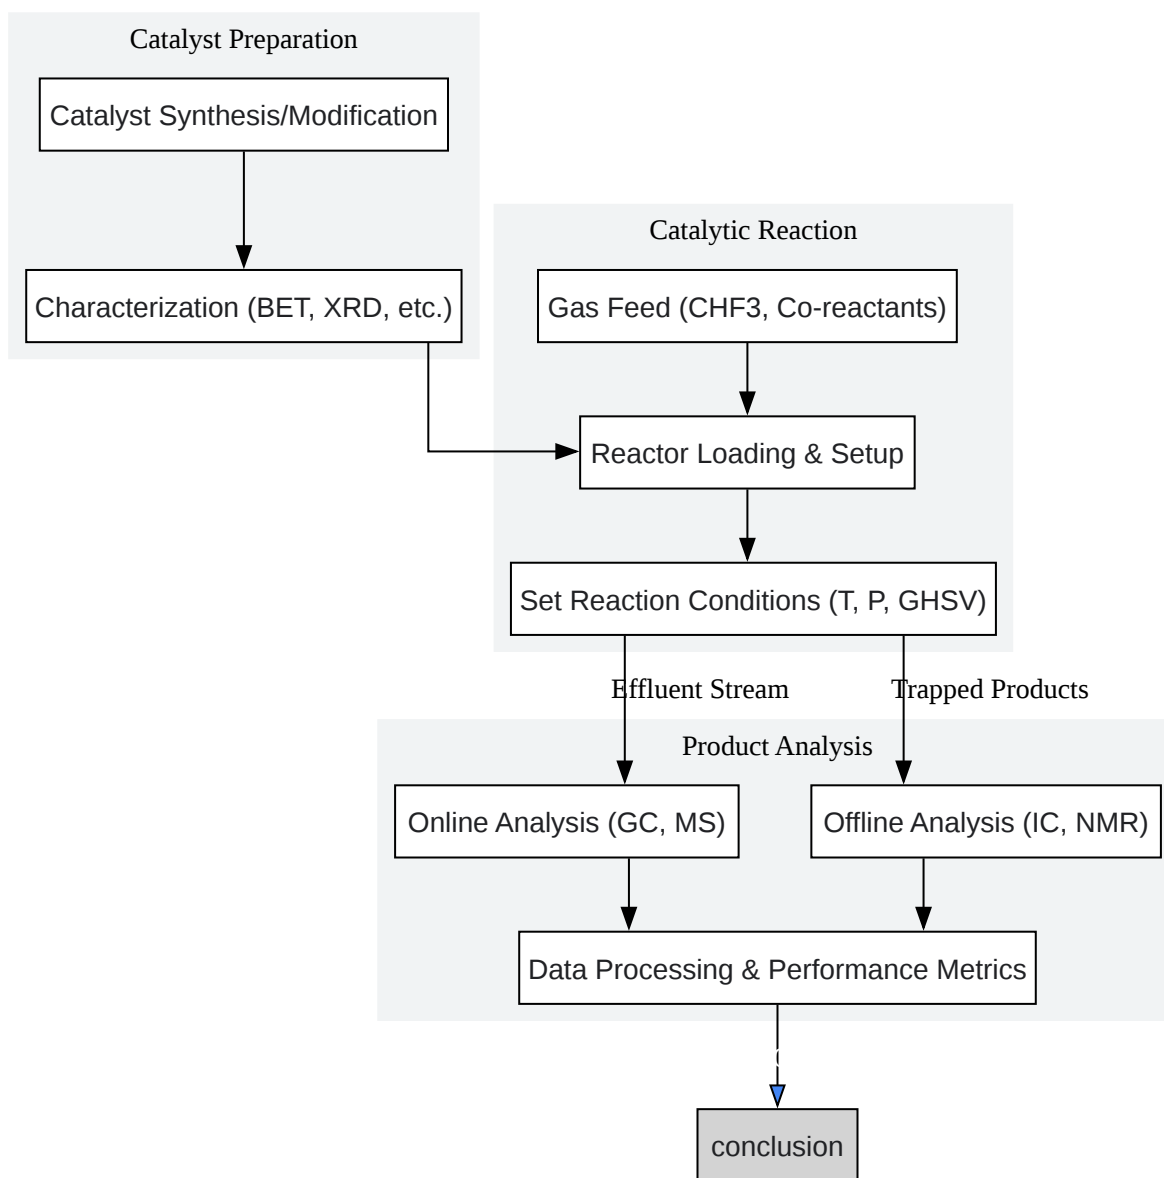 Catalyst Preparation
Catalyst Synthesis/Modification
Characterization (BET, XRD, etc.)
Catalytic Reaction
Gas Feed (CHF3, Co-reactants)
Reactor Loading & Setup
Set Reaction Conditions (T, P, GHSV)
Effluent Stream
Trapped Products
Product Analysis
Online Analysis (GC, MS)
Offline Analysis (IC, NMR)
Data Processing & Performance Metrics
conclusion